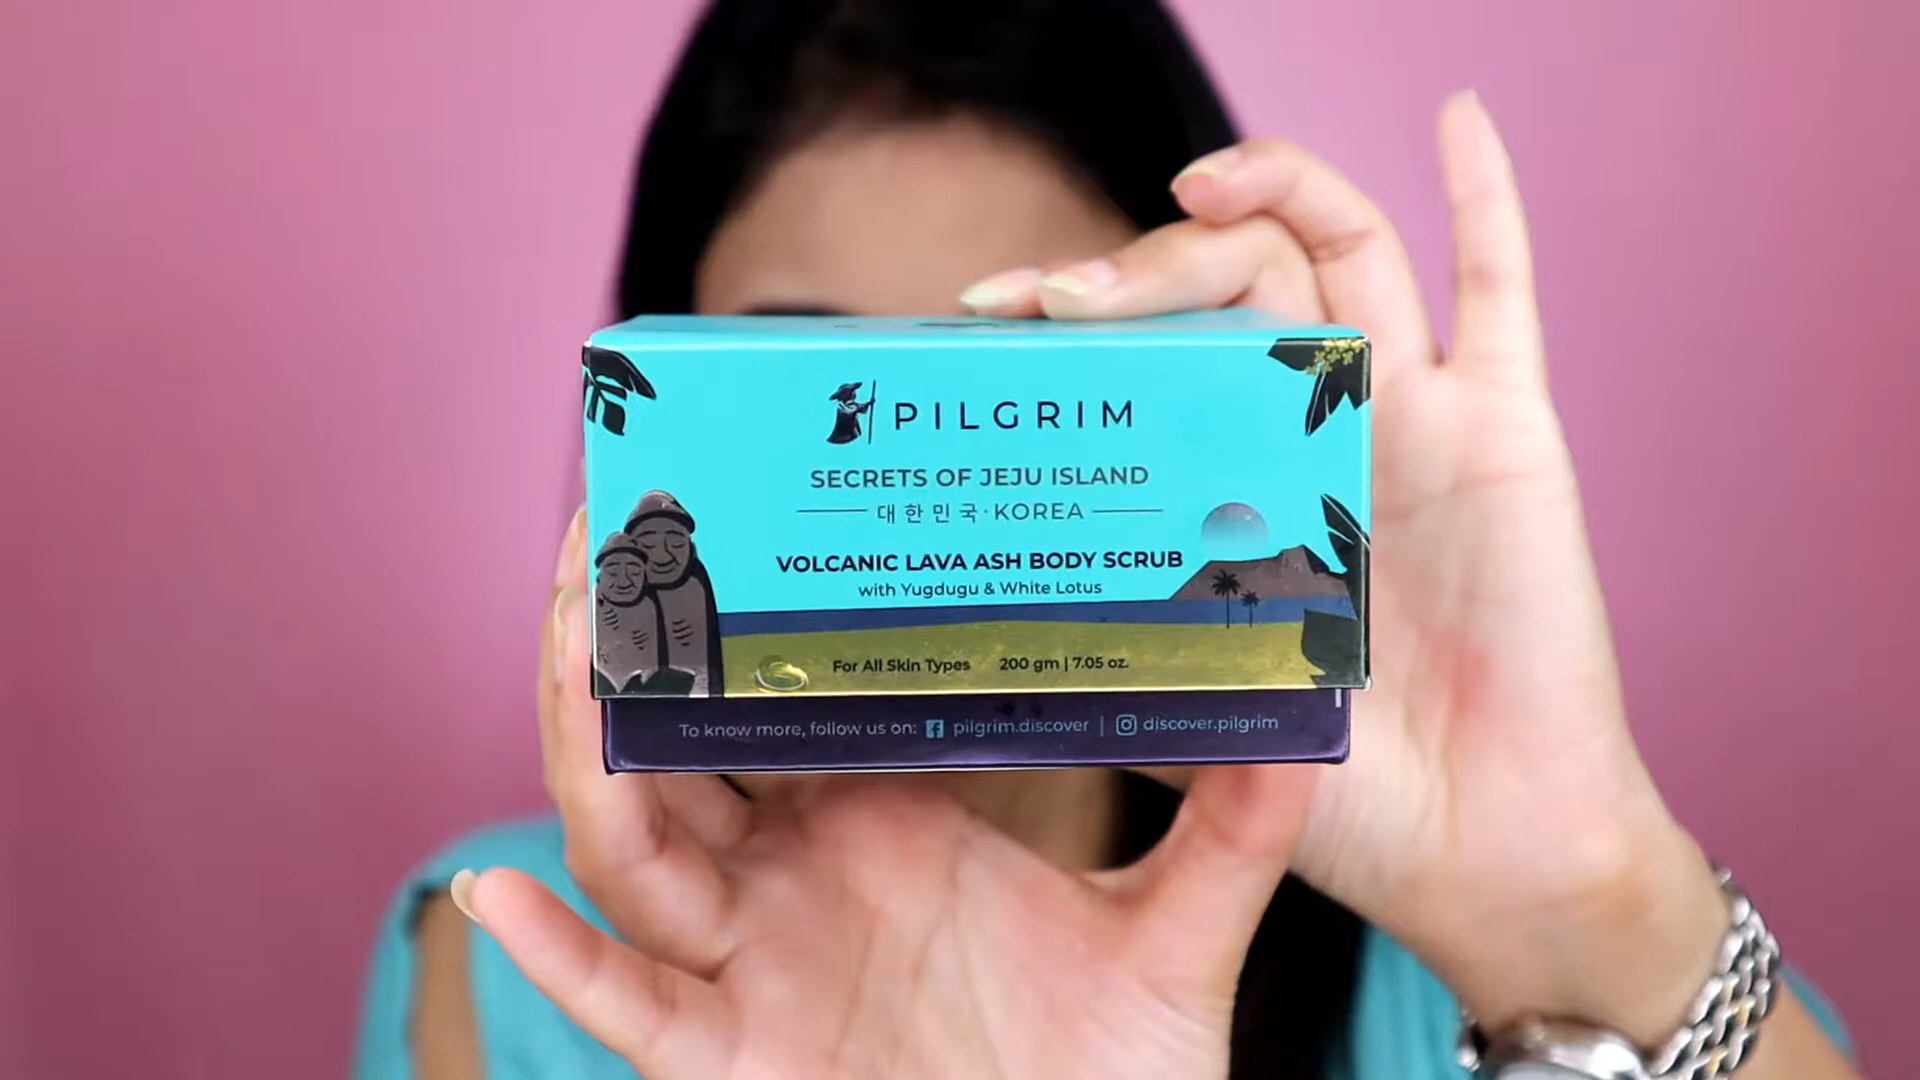 PILGRIM
SECRETS OF JEJU ISLAND
대한민국·KOREA
VOLCANIC LAVA ASH BODY SCRUB
with Yugdugu & White Lotus
For All Skin Types 200 gm | 7.05 oz.
To know more, follow us on: pilgrim.discover | discover.pilgrim